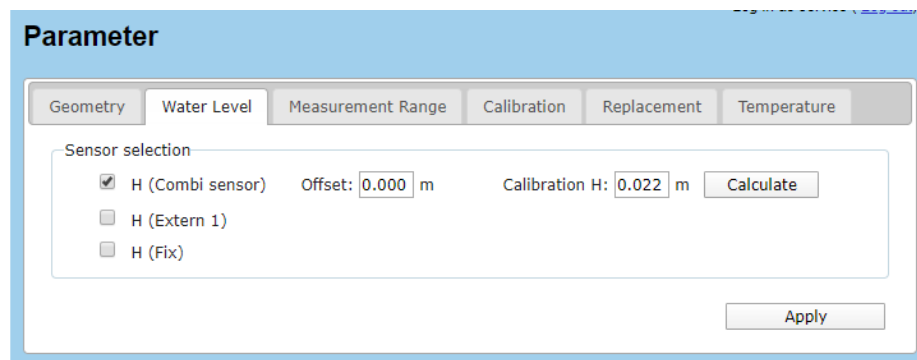 Parameter
Geometry Water Level Measurement Range Calibration Replacement Temperature
Sensor selection
H (Combi sensor) Offset: 0.000 m Calibration H: 0.022 m Calculate
H (Extern 1)
H (Fix)
Apply